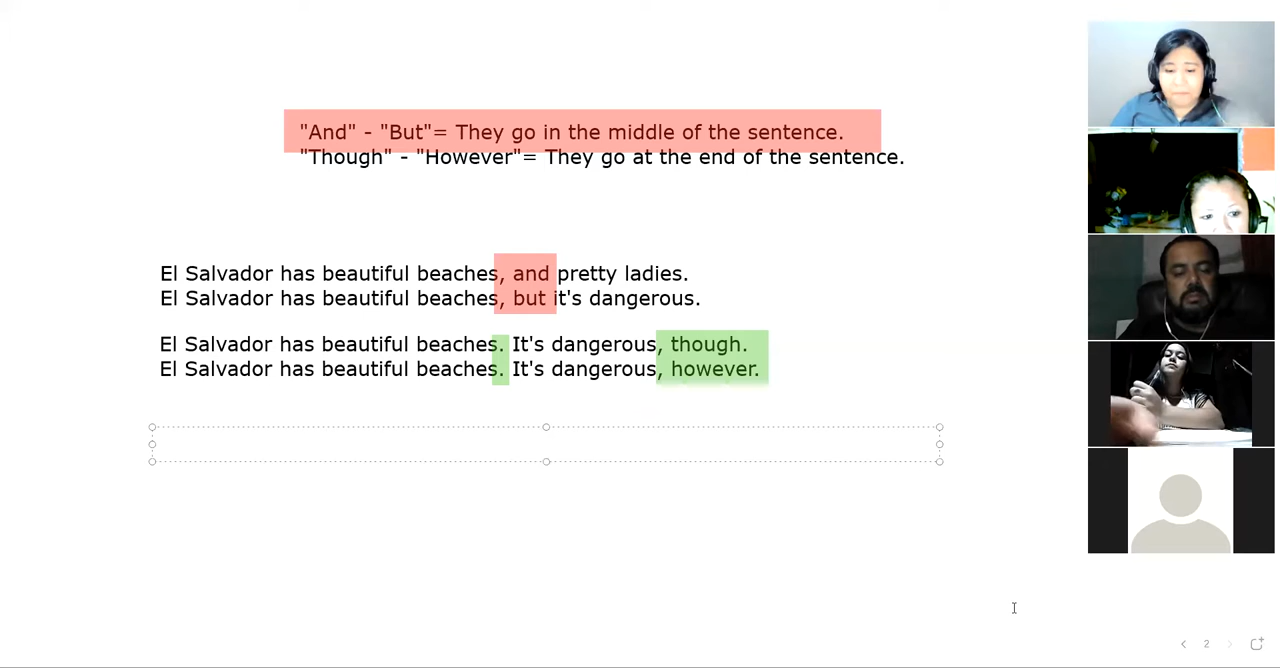 "And" - "But"= They go in the middle of the sentence.
"Though" - "However"= They go at the end of the sentence.
El Salvador has beautiful beaches, and pretty ladies.
El Salvador has beautiful beaches, but it's dangerous.
El Salvador has beautiful beaches. It's dangerous, though.
El Salvador has beautiful beaches. It's dangerous, however.
2